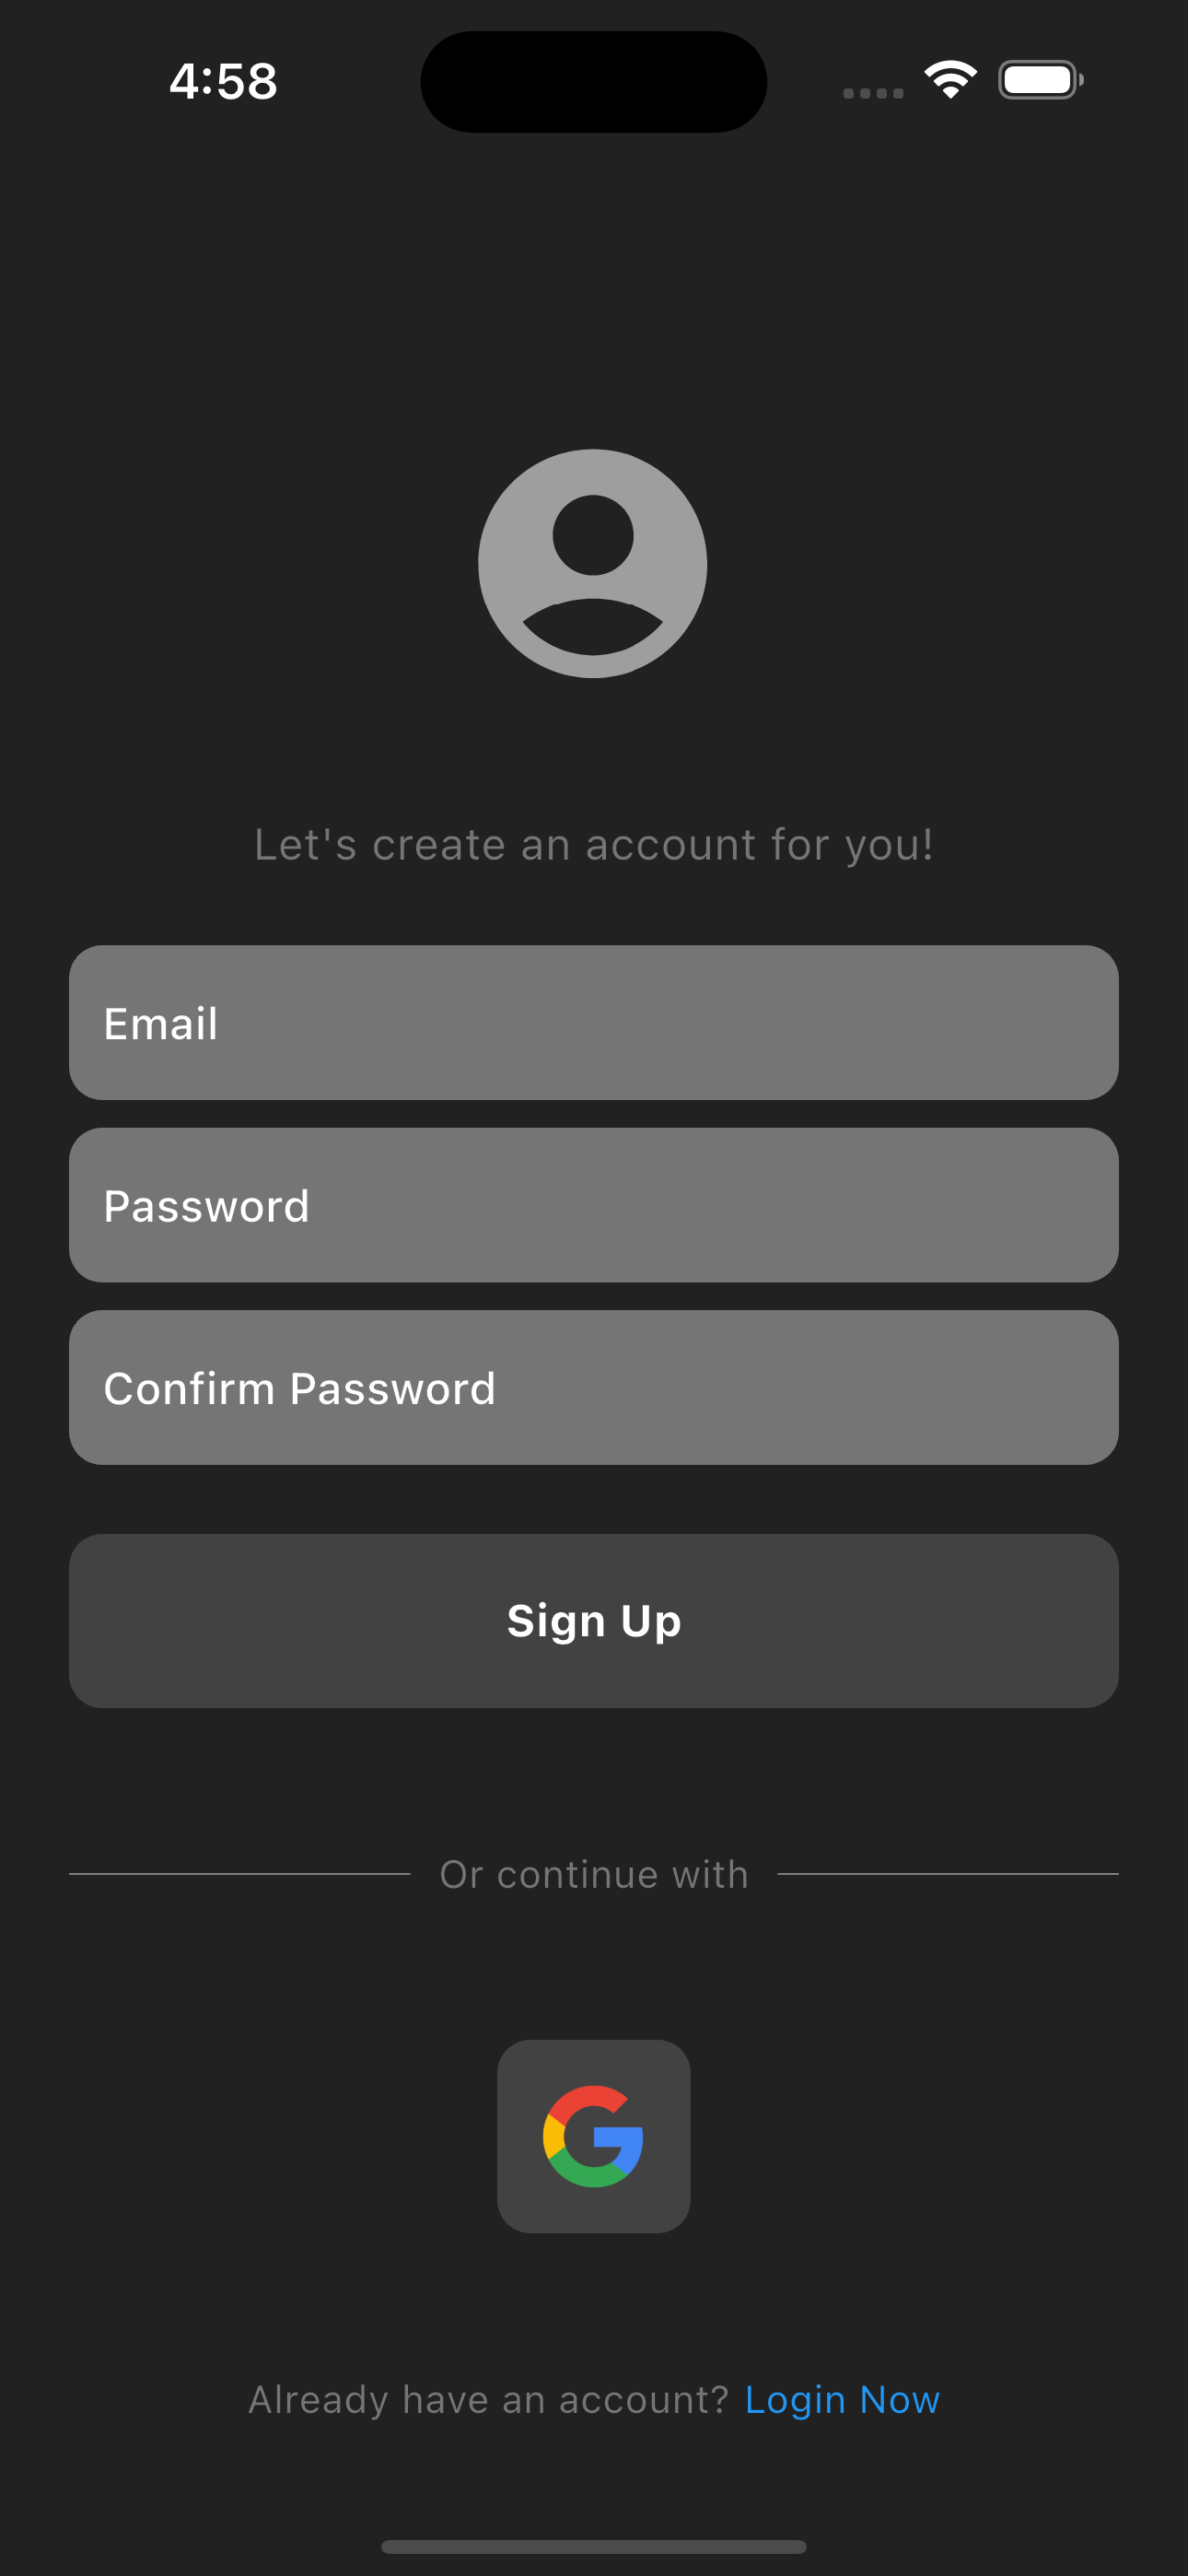 4:58
Let's create an account for you!
Email
Password
Confirm Password
Sign Up
Or continue with
Already have an account? Login Now